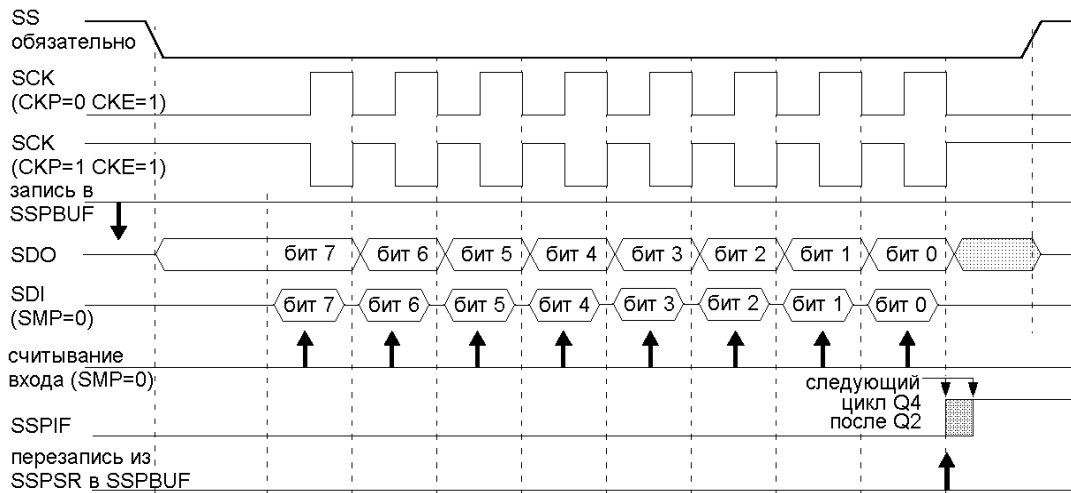 SS
обязательно
SCK
(CKP=0 CKE=1)
SCK
(CKP=1 CKE=1)
запись в
SSPBUF
SDO
бит 7 бит 6 бит 5 бит 4 бит 3 бит 2 бит 1 бит 0
SDI
(SMP=0)
бит 7 бит 6 бит 5 бит 4 бит 3 бит 2 бит 1 бит 0
считывание
входа (SMP=0)
следующий
цикл Q4
после Q2
SSPIF
перезапись из
SSPSR в SSPBUF